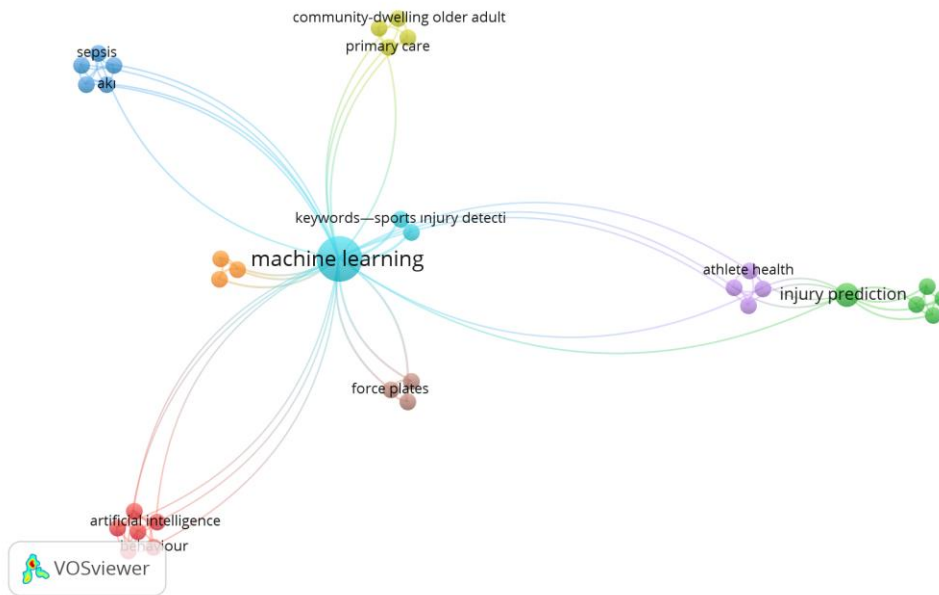 community-dwelling older adult
sepsis
primary care
aki
keywords—sports injury detecti
machine learning
athlete health
injury prediction
force plates
artificial intelligence
behaviour
VOSviewer